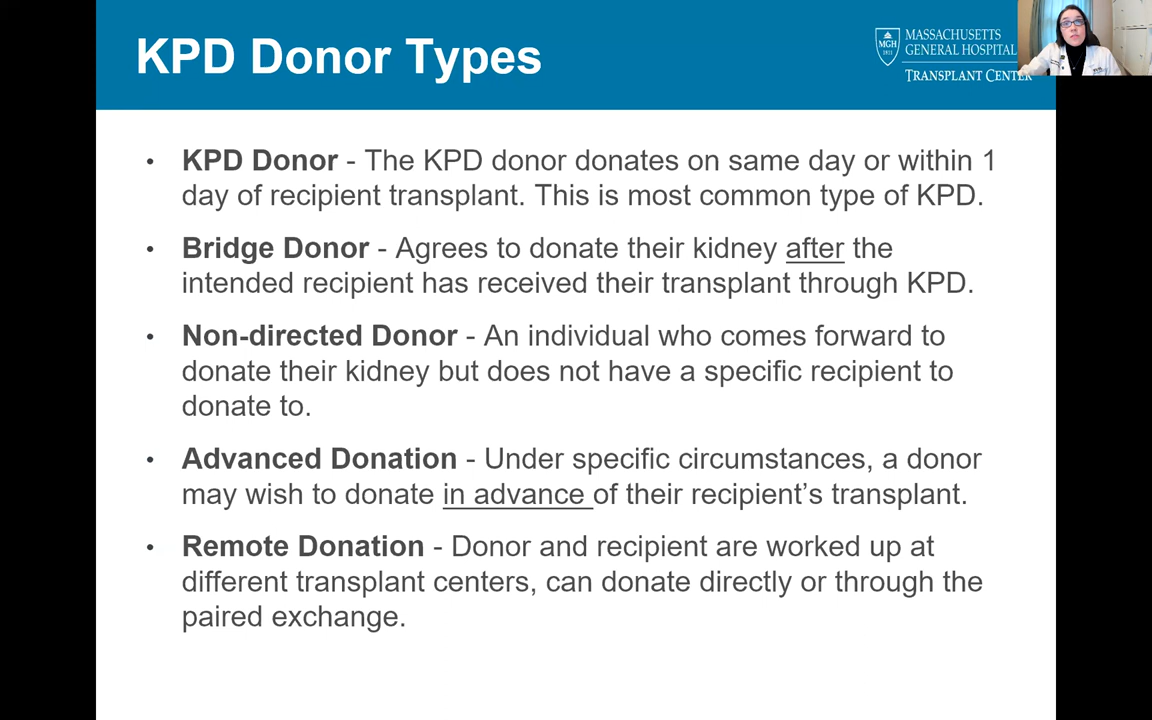 KPD Donor Types
MGH
1811
MASSACHUSETTS
GENERAL HOSPITAL
TRANSPLANT CENTER
• KPD Donor - The KPD donor donates on same day or within 1
day of recipient transplant. This is most common type of KPD.
• Bridge Donor - Agrees to donate their kidney after the
intended recipient has received their transplant through KPD.
• Non-directed Donor - An individual who comes forward to
donate their kidney but does not have a specific recipient to
donate to.
• Advanced Donation - Under specific circumstances, a donor
may wish to donate in advance of their recipient’s transplant.
• Remote Donation - Donor and recipient are worked up at
different transplant centers, can donate directly or through the
paired exchange.